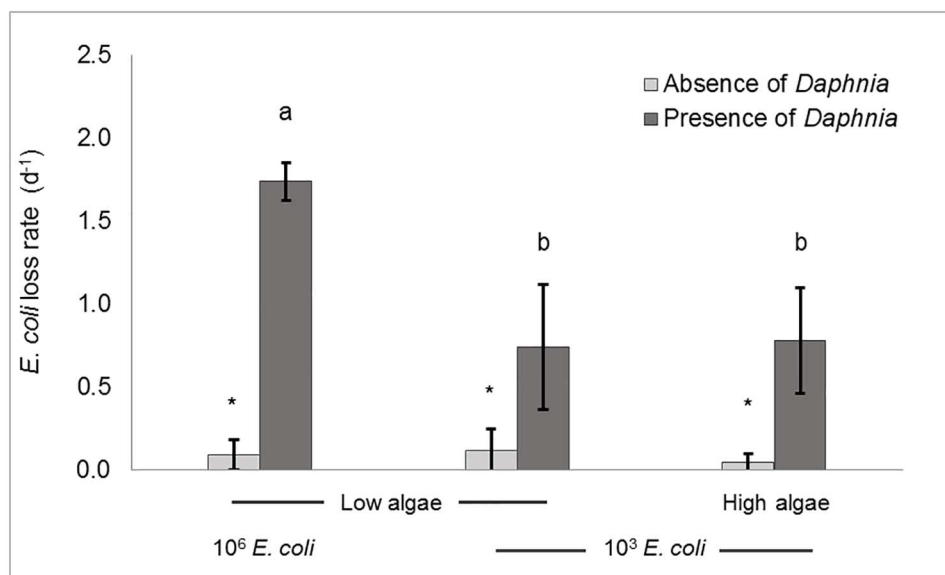 2.5
2.0
1.5
1.0
0.5
0.0
E. coli loss rate (d⁻¹)
Absence of Daphnia
Presence of Daphnia
a
b
b
*
*
*
Low algae
High algae
10⁶ E. coli
10³ E. coli